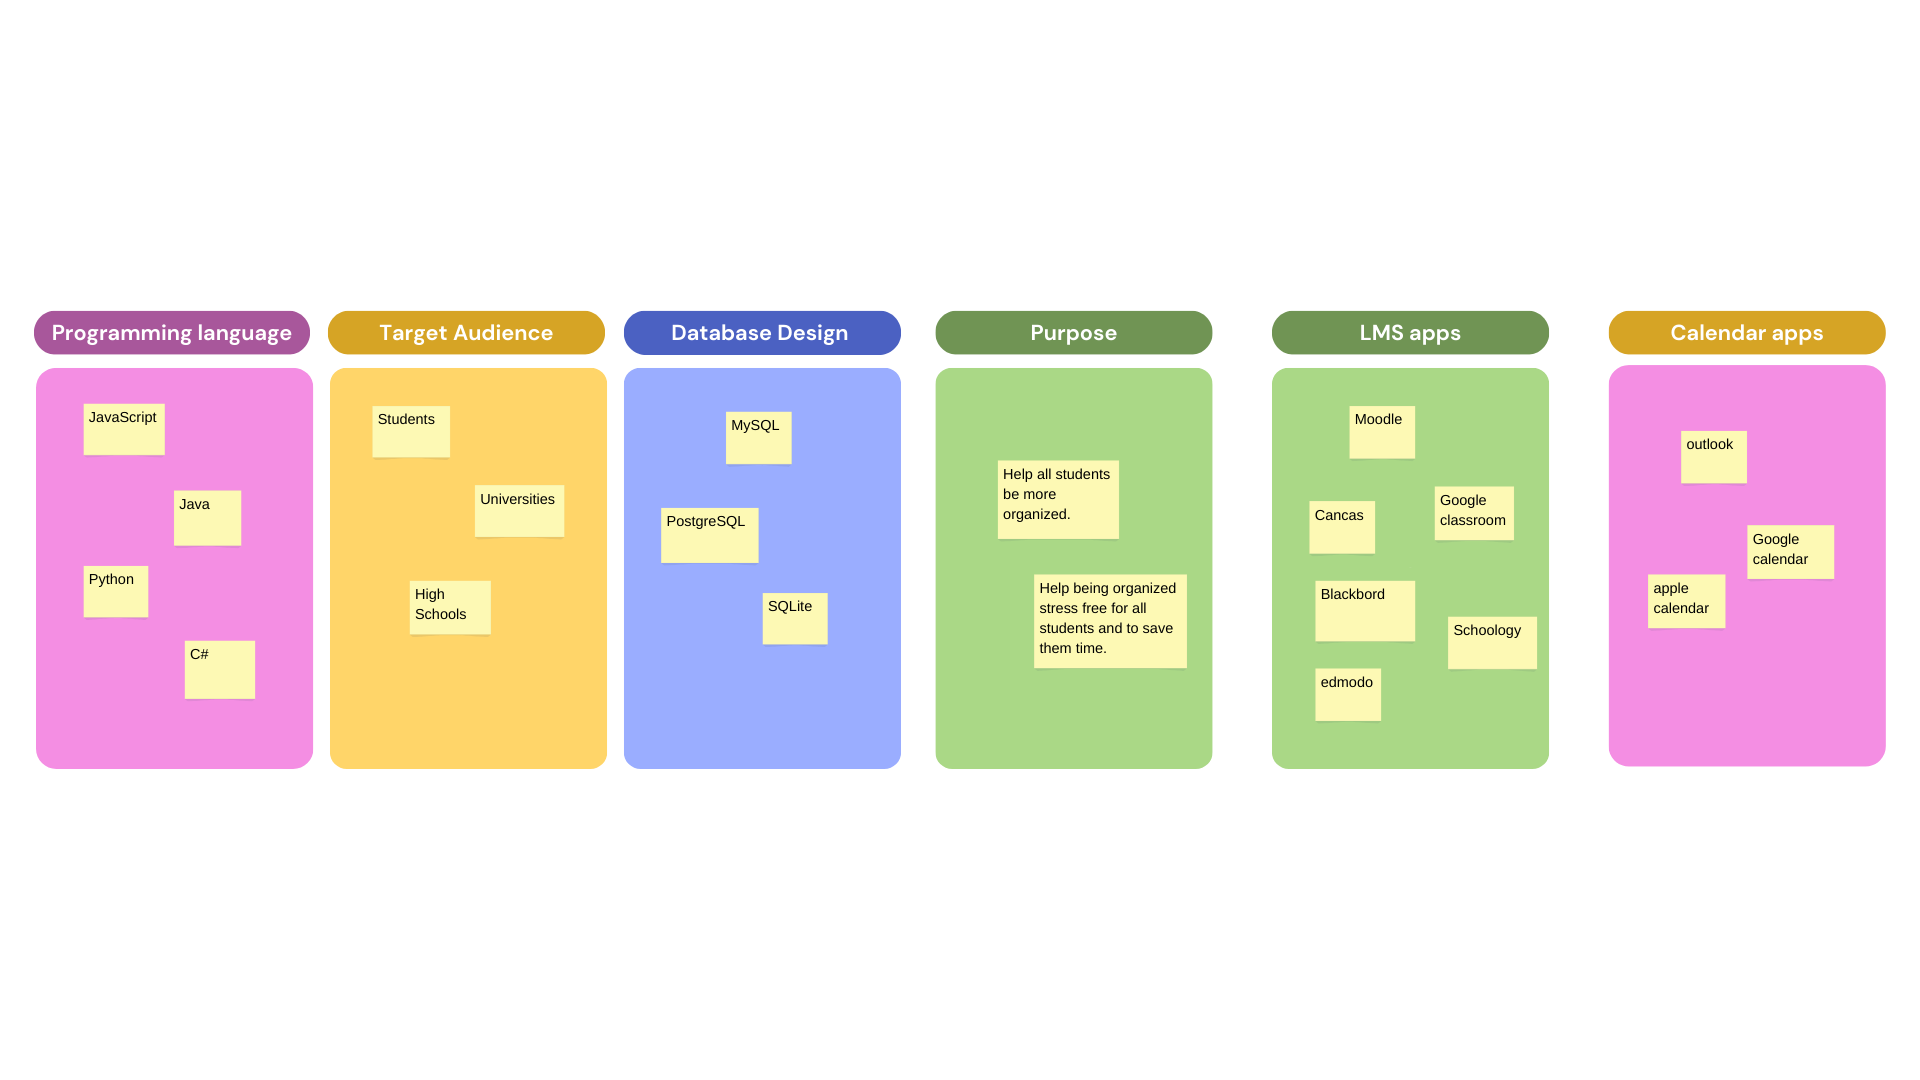 Programming language
JavaScript
Java
Python
C#
Target Audience
Students
Universities
High
Schools
Database Design
MySQL
PostgreSQL
SQLite
Purpose
Help all students
be more
organized.
Help being organized
stress free for all
students and to save
them time.
LMS apps
Moodle
Cancas
Google
classroom
Blackbord
Schoology
edmodo
Calendar apps
outlook
Google
calendar
apple
calendar